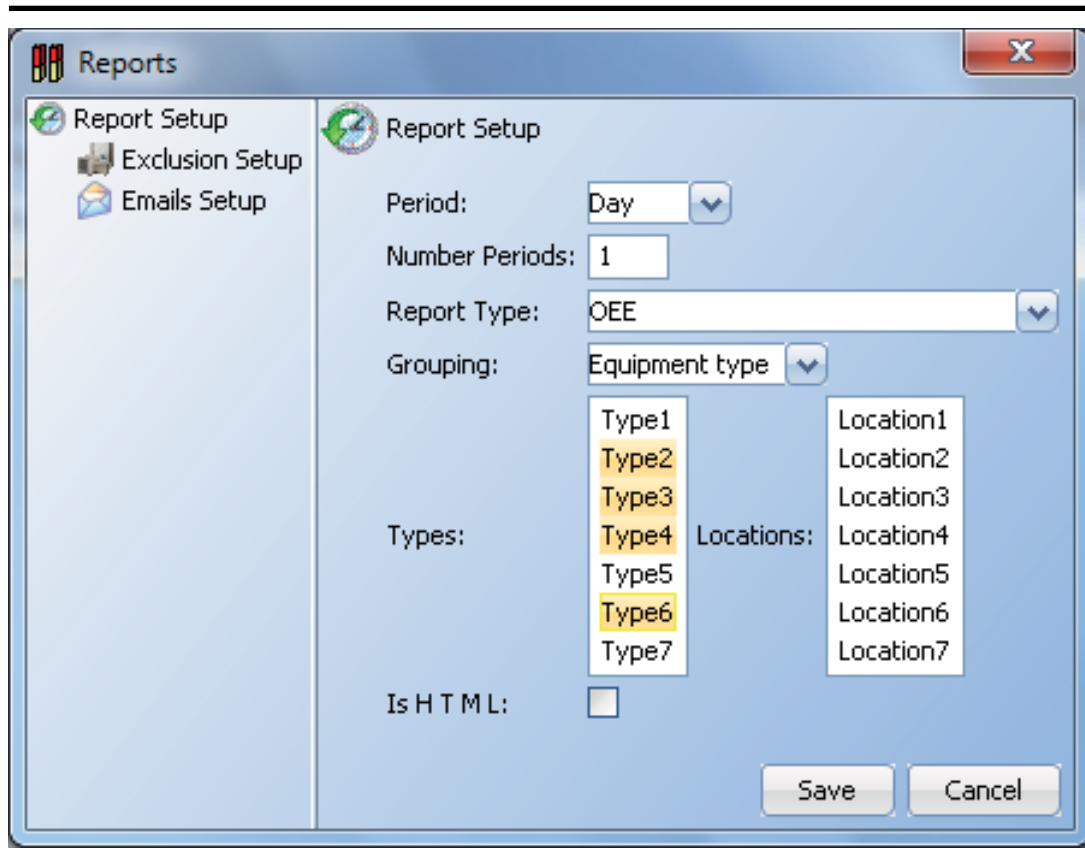 Reports
Report Setup
Exclusion Setup
Emails Setup
Report Setup
Period: Day
Number Periods: 1
Report Type: OEE
Grouping: Equipment type
Types:
Type1
Type2
Type3
Type4
Type5
Type6
Type7
Locations:
Location1
Location2
Location3
Location4
Location5
Location6
Location7
Is H T M L:
Save Cancel